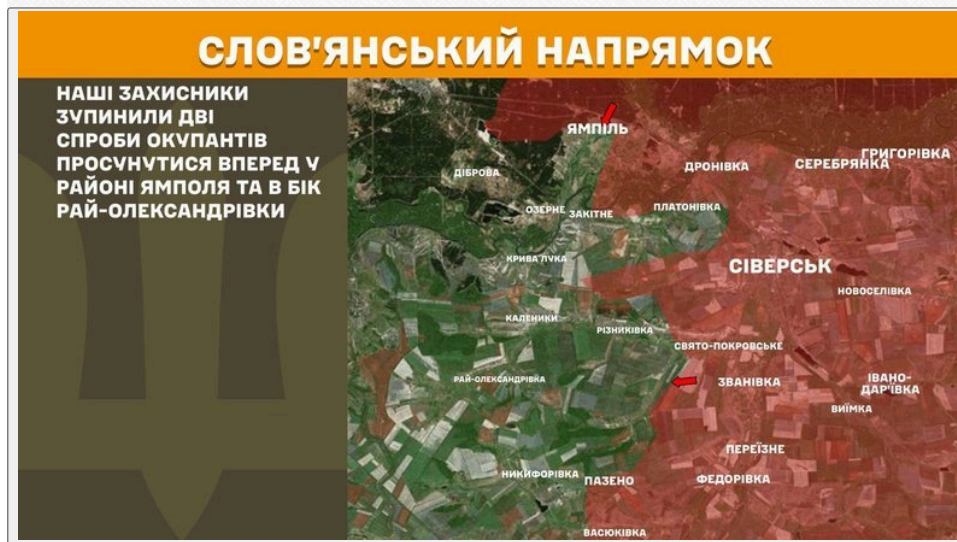 СЛОВ'ЯНСЬКИЙ НАПРЯМОК
НАШІ ЗАХИСНИКИ
ЗУПИНИЛИ ДВІ
СПРОБИ ОКУПАНТІВ
ПРОСУНУТИСЯ ВПЕРЕД У
РАЙОНІ ЯМПОЛЯ ТА В БІК
РАЙ-ОЛЕКСАНДРІВКИ
ЯМПІЛЬ
ГРИГОРІВКА
СЕРЕБРЯНКА
ДРОНІВКА
ДІБРОВА
ОЗЕРНЕ
ЗАКІТНЕ
ПЛАТОНІВКА
КРИВА ЛУКА
СІВЕРСЬК
НОВОСЕЛІВКА
КАЛЕНИКИ
РІЗНИКІВКА
СВЯТО-ПОКРОВСЬКЕ
РАЙ-ОЛЕКСАНДРІВКА
ЗВАНІВКА
ІВАНО-
ДАР'ЇВКА
ВИЇМКА
ПЕРЕЇЗНЕ
НИКИФОРІВКА
ПАЗЕНО
ФЕДОРІВКА
ВАСЮКІВКА